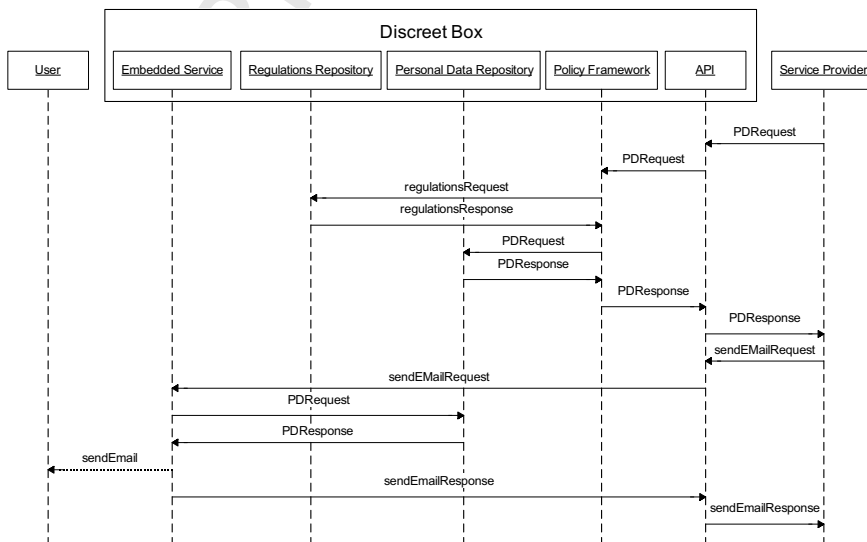 Discreet Box
User
Embedded Service
Regulations Repository
Personal Data Repository
Policy Framework
API
Service Provider
PDRequest
PDRequest
regulationsRequest
regulationsResponse
PDRequest
PDResponse
PDResponse
PDResponse
sendEMailRequest
sendEMailRequest
PDRequest
PDResponse
sendEmail
sendEmailResponse
sendEmailResponse